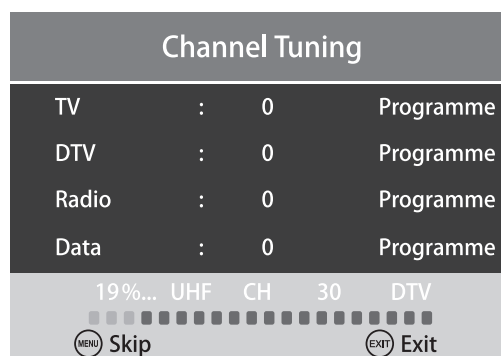 Channel Tuning
TV : 0 Programme
DTV : 0 Programme
Radio : 0 Programme
Data : 0 Programme
19%... UHF CH 30 DTV
MENU Skip EXIT Exit